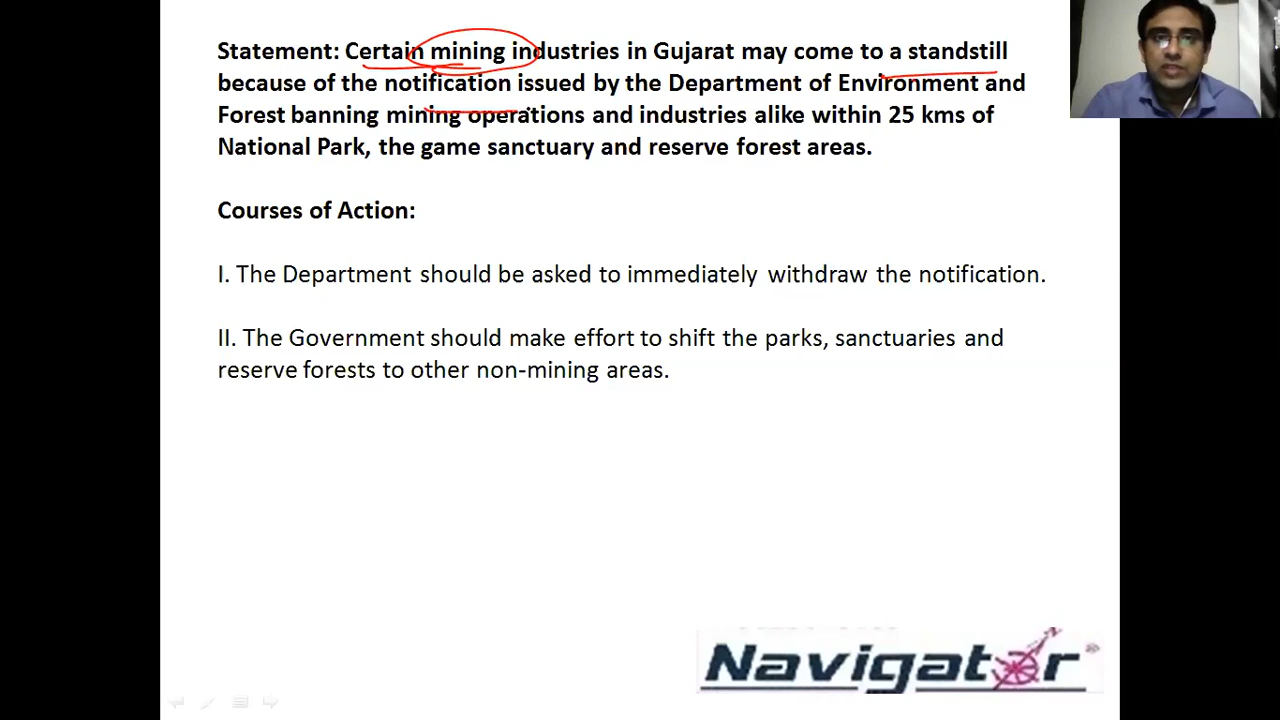 Statement: Certain mining industries in Gujarat may come to a standstill
because of the notification issued by the Department of Environment and
Forest banning mining operations and industries alike within 25 kms of
National Park, the game sanctuary and reserve forest areas.
Courses of Action:
I. The Department should be asked to immediately withdraw the notification.
II. The Government should make effort to shift the parks, sanctuaries and
reserve forests to other non-mining areas.
Navigator